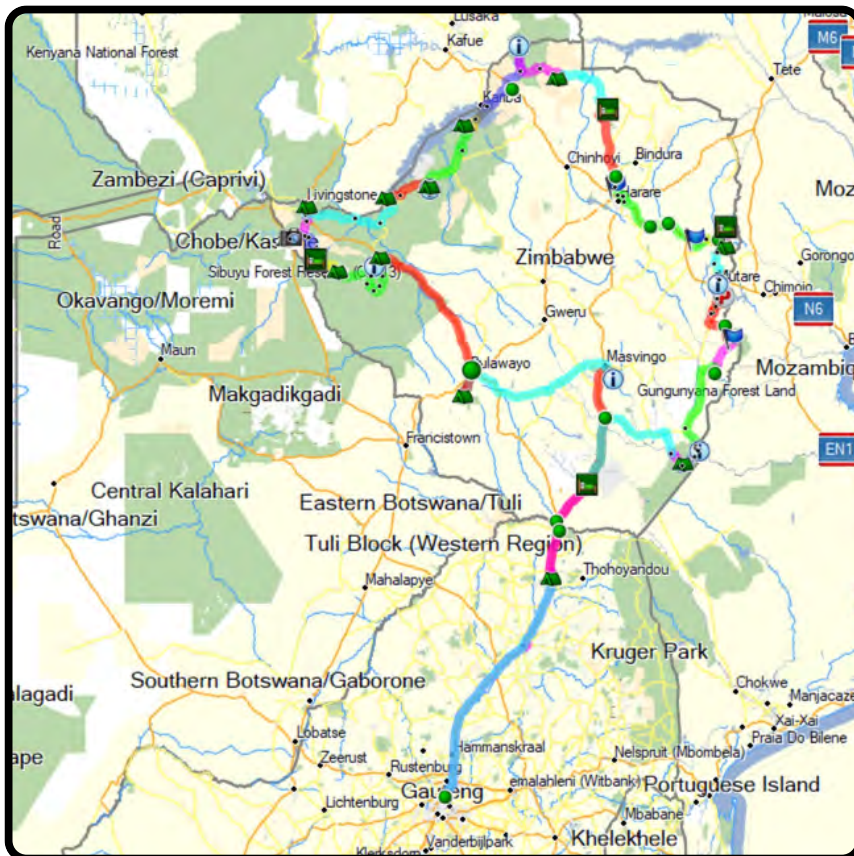 Lusaka
Kafue
Kenyana National Forest
M6
Tete
Kariba
Chinhoyi
Bindura
Zambezi (Caprivi)
Livingstone
Harare
Moz
Road
Chobe/Kas
Zimbabwe
Gorongo
Sibuyu Forest Rese
Mutare
Chimoio
Okavango/Moremi
N6
Gweru
Maun
Bulawayo
Masvingo
Mozambiq
Makgadikgadi
Gungunyana Forest Land
Francistown
EN1
Central Kalahari
Eastern Botswana/Tuli
tswana/Ghanzi
Tuli Block (Western Region)
Thohoyandou
Mahalapye
Kruger Park
Southern Botswana/Gaborone
Chokwe
alagadi
Manjacaze
Xai-Xai
Lobatse
Praia Do Bilene
ape
Zeerust
Hammanskraal
Nelspruit (Mbombela)
Rustenburg
emalahleni (Witbank)
Portuguese Island
Lichtenburg
Gauteng
Mbabane
Vanderbijlpark
Khelekhele
Klerksdorp